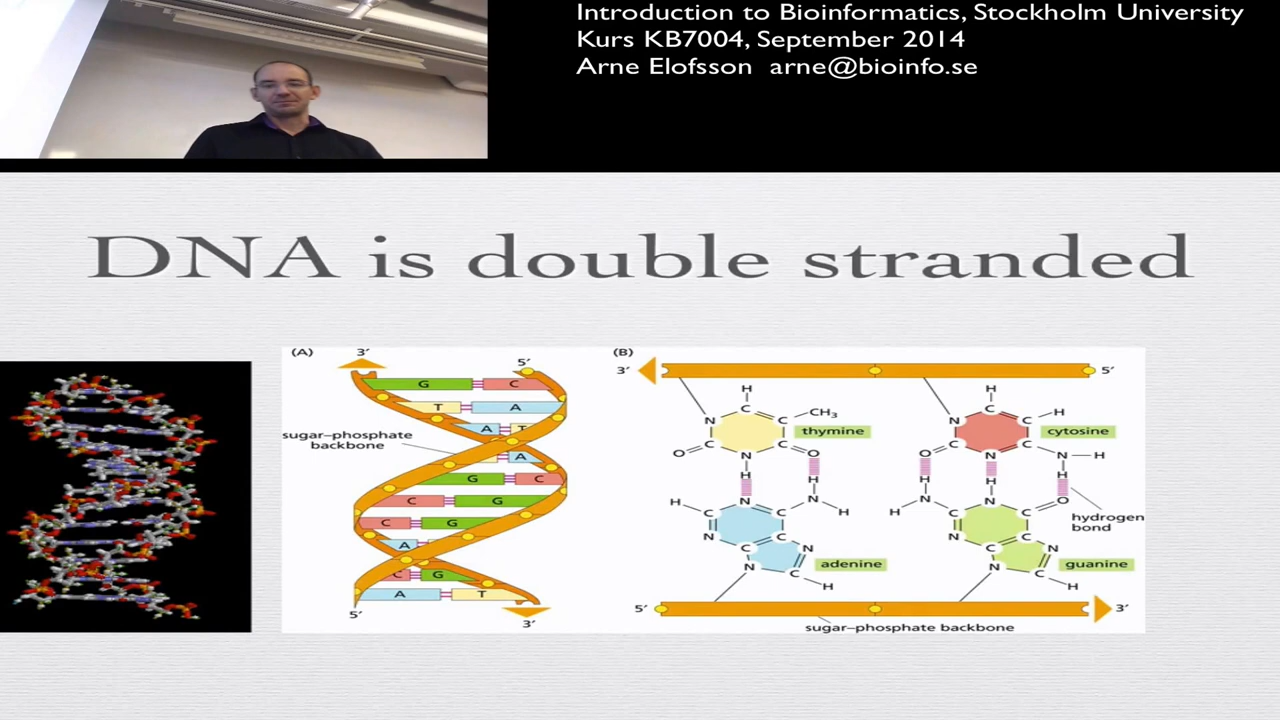 Introduction to Bioinformatics, Stockholm University
Kurs KB7004, September 2014
Arne Elofsson arne@bioinfo.se
DNA is double stranded
(A)
3′
5′
G C
T A
A T
sugar–phosphate
backbone
A
G C
C G
C G
A
C G
A T
5′
3′
(B)
3′
5′
H H
N C CH₃
thymine
O C C
N O
H H
H N C H
N H
C C
N C C N
adenine
N C H
N C C H
cytosine
O C C
N N H
H H H
N N O
H C C
hydrogen
bond
N C C N
guanine
N C H
5′
3′
sugar–phosphate backbone